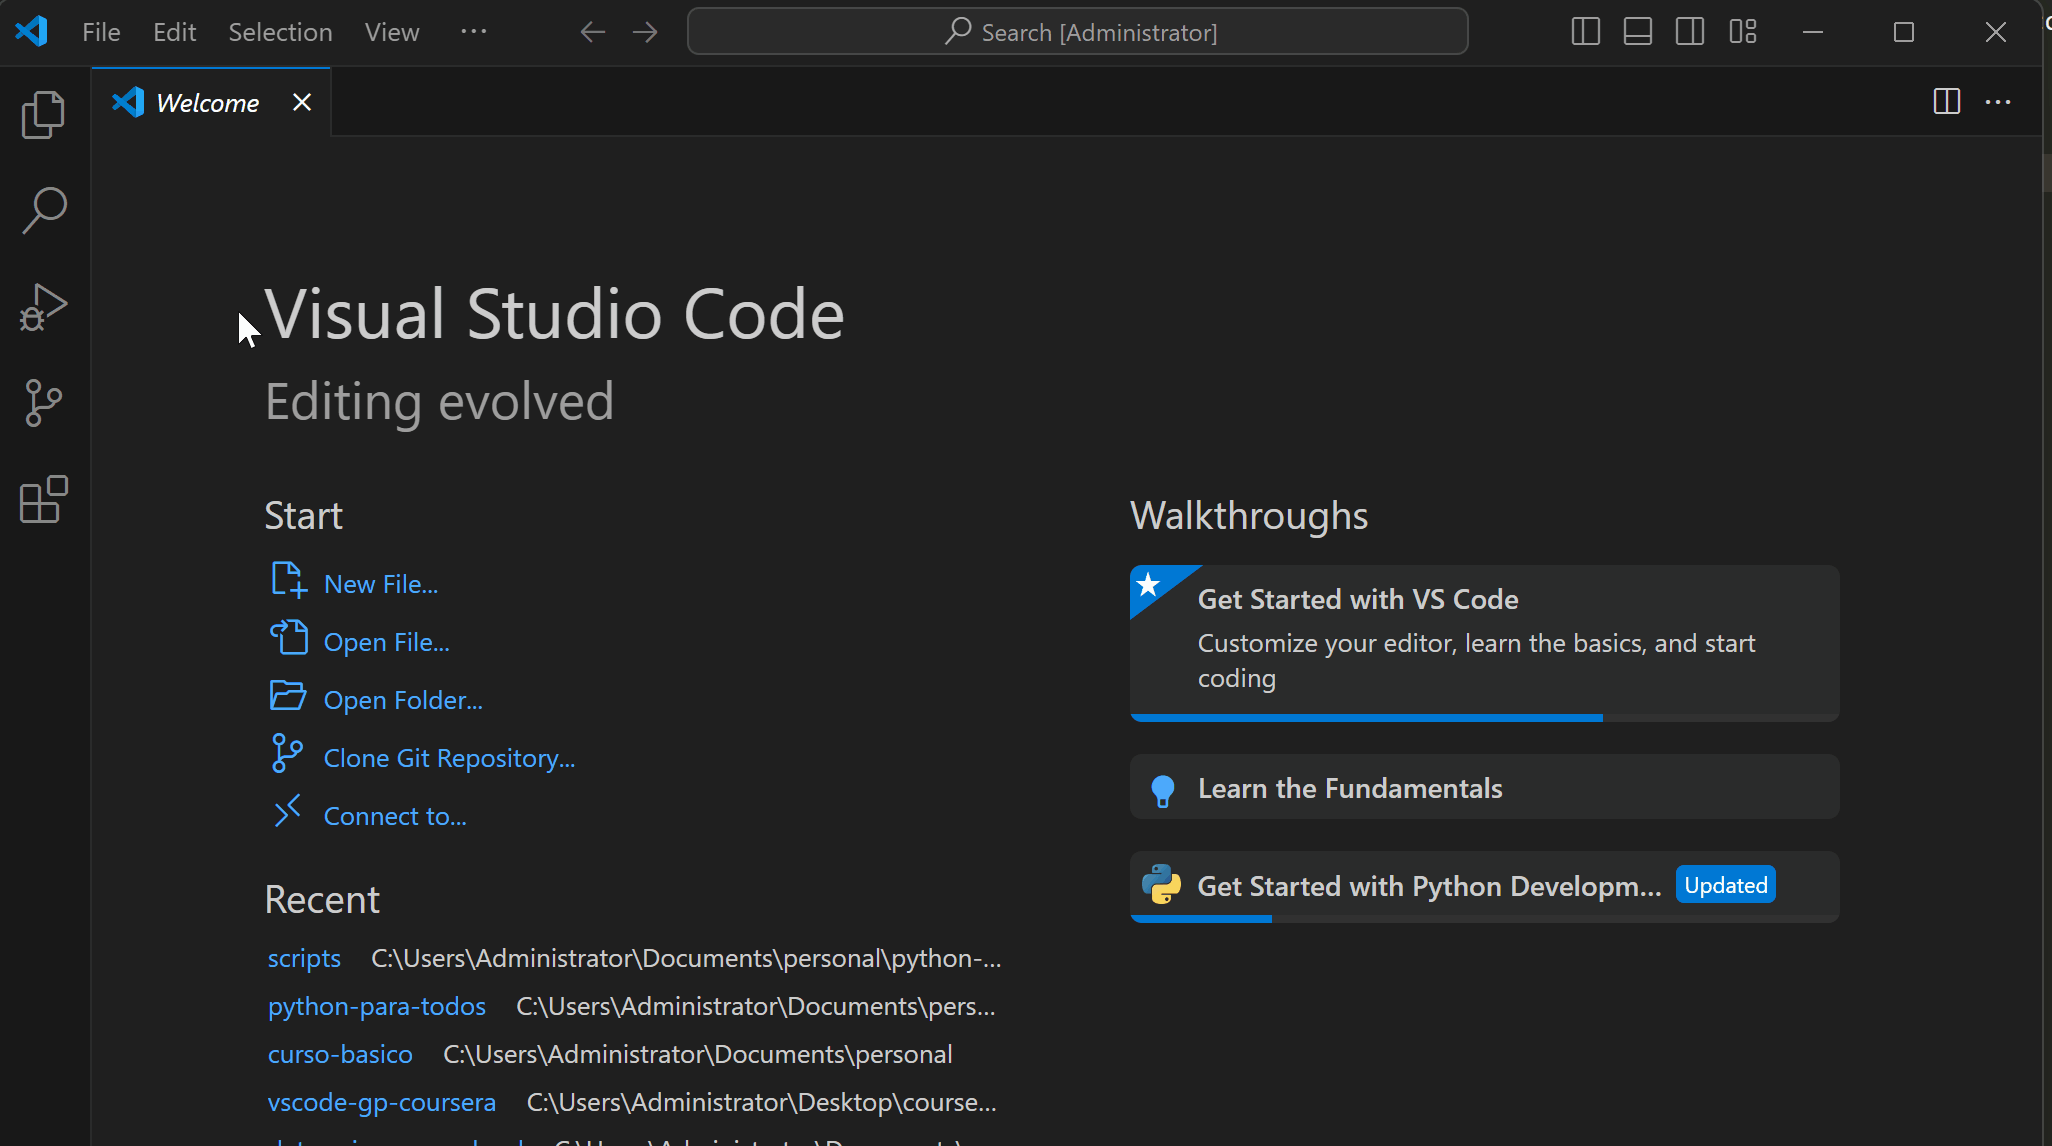 File Edit Selection View ···
Search [Administrator]
Welcome
Visual Studio Code
Editing evolved
Start
New File...
Open File...
Open Folder...
Clone Git Repository...
Connect to...
Recent
scripts C:\Users\Administrator\Documents\personal\python-...
python-para-todos C:\Users\Administrator\Documents\pers...
curso-basico C:\Users\Administrator\Documents\personal
vscode-gp-coursera C:\Users\Administrator\Desktop\course...
Walkthroughs
Get Started with VS Code
Customize your editor, learn the basics, and start
coding
Learn the Fundamentals
Get Started with Python Developm... Updated